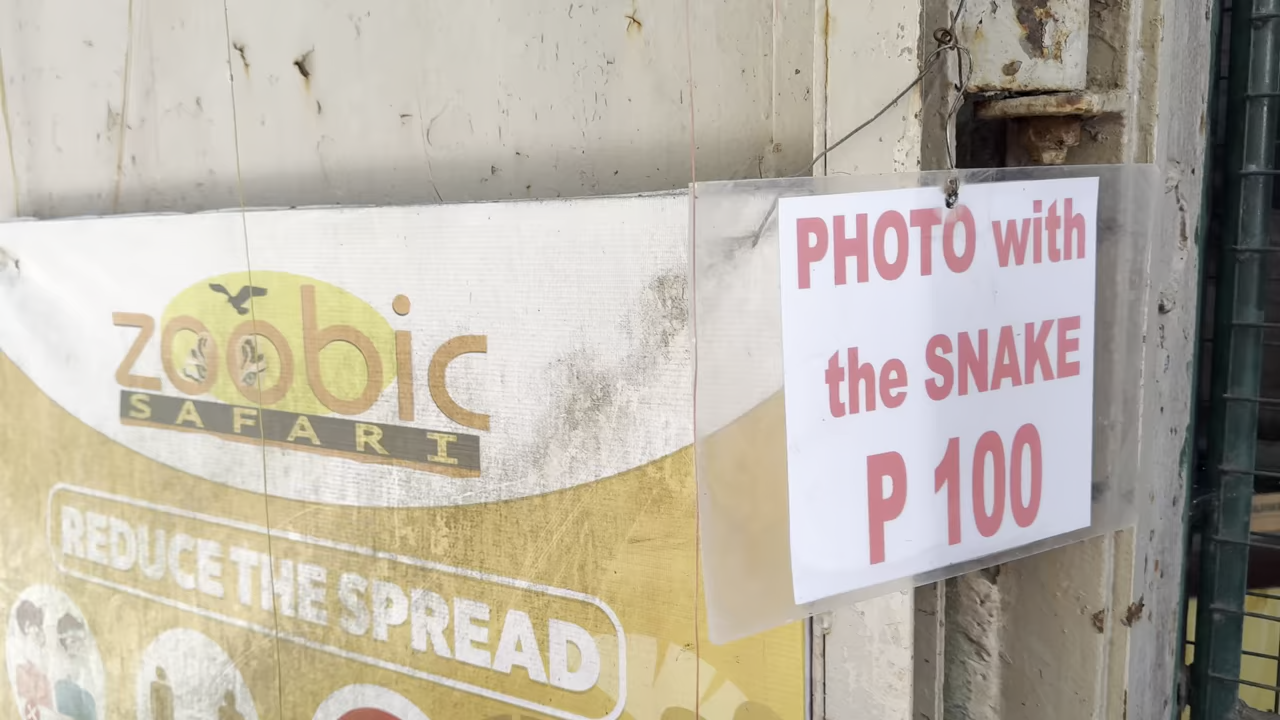 zoobic
SAFARI
REDUCE THE SPREAD
PHOTO with
the SNAKE
P 100